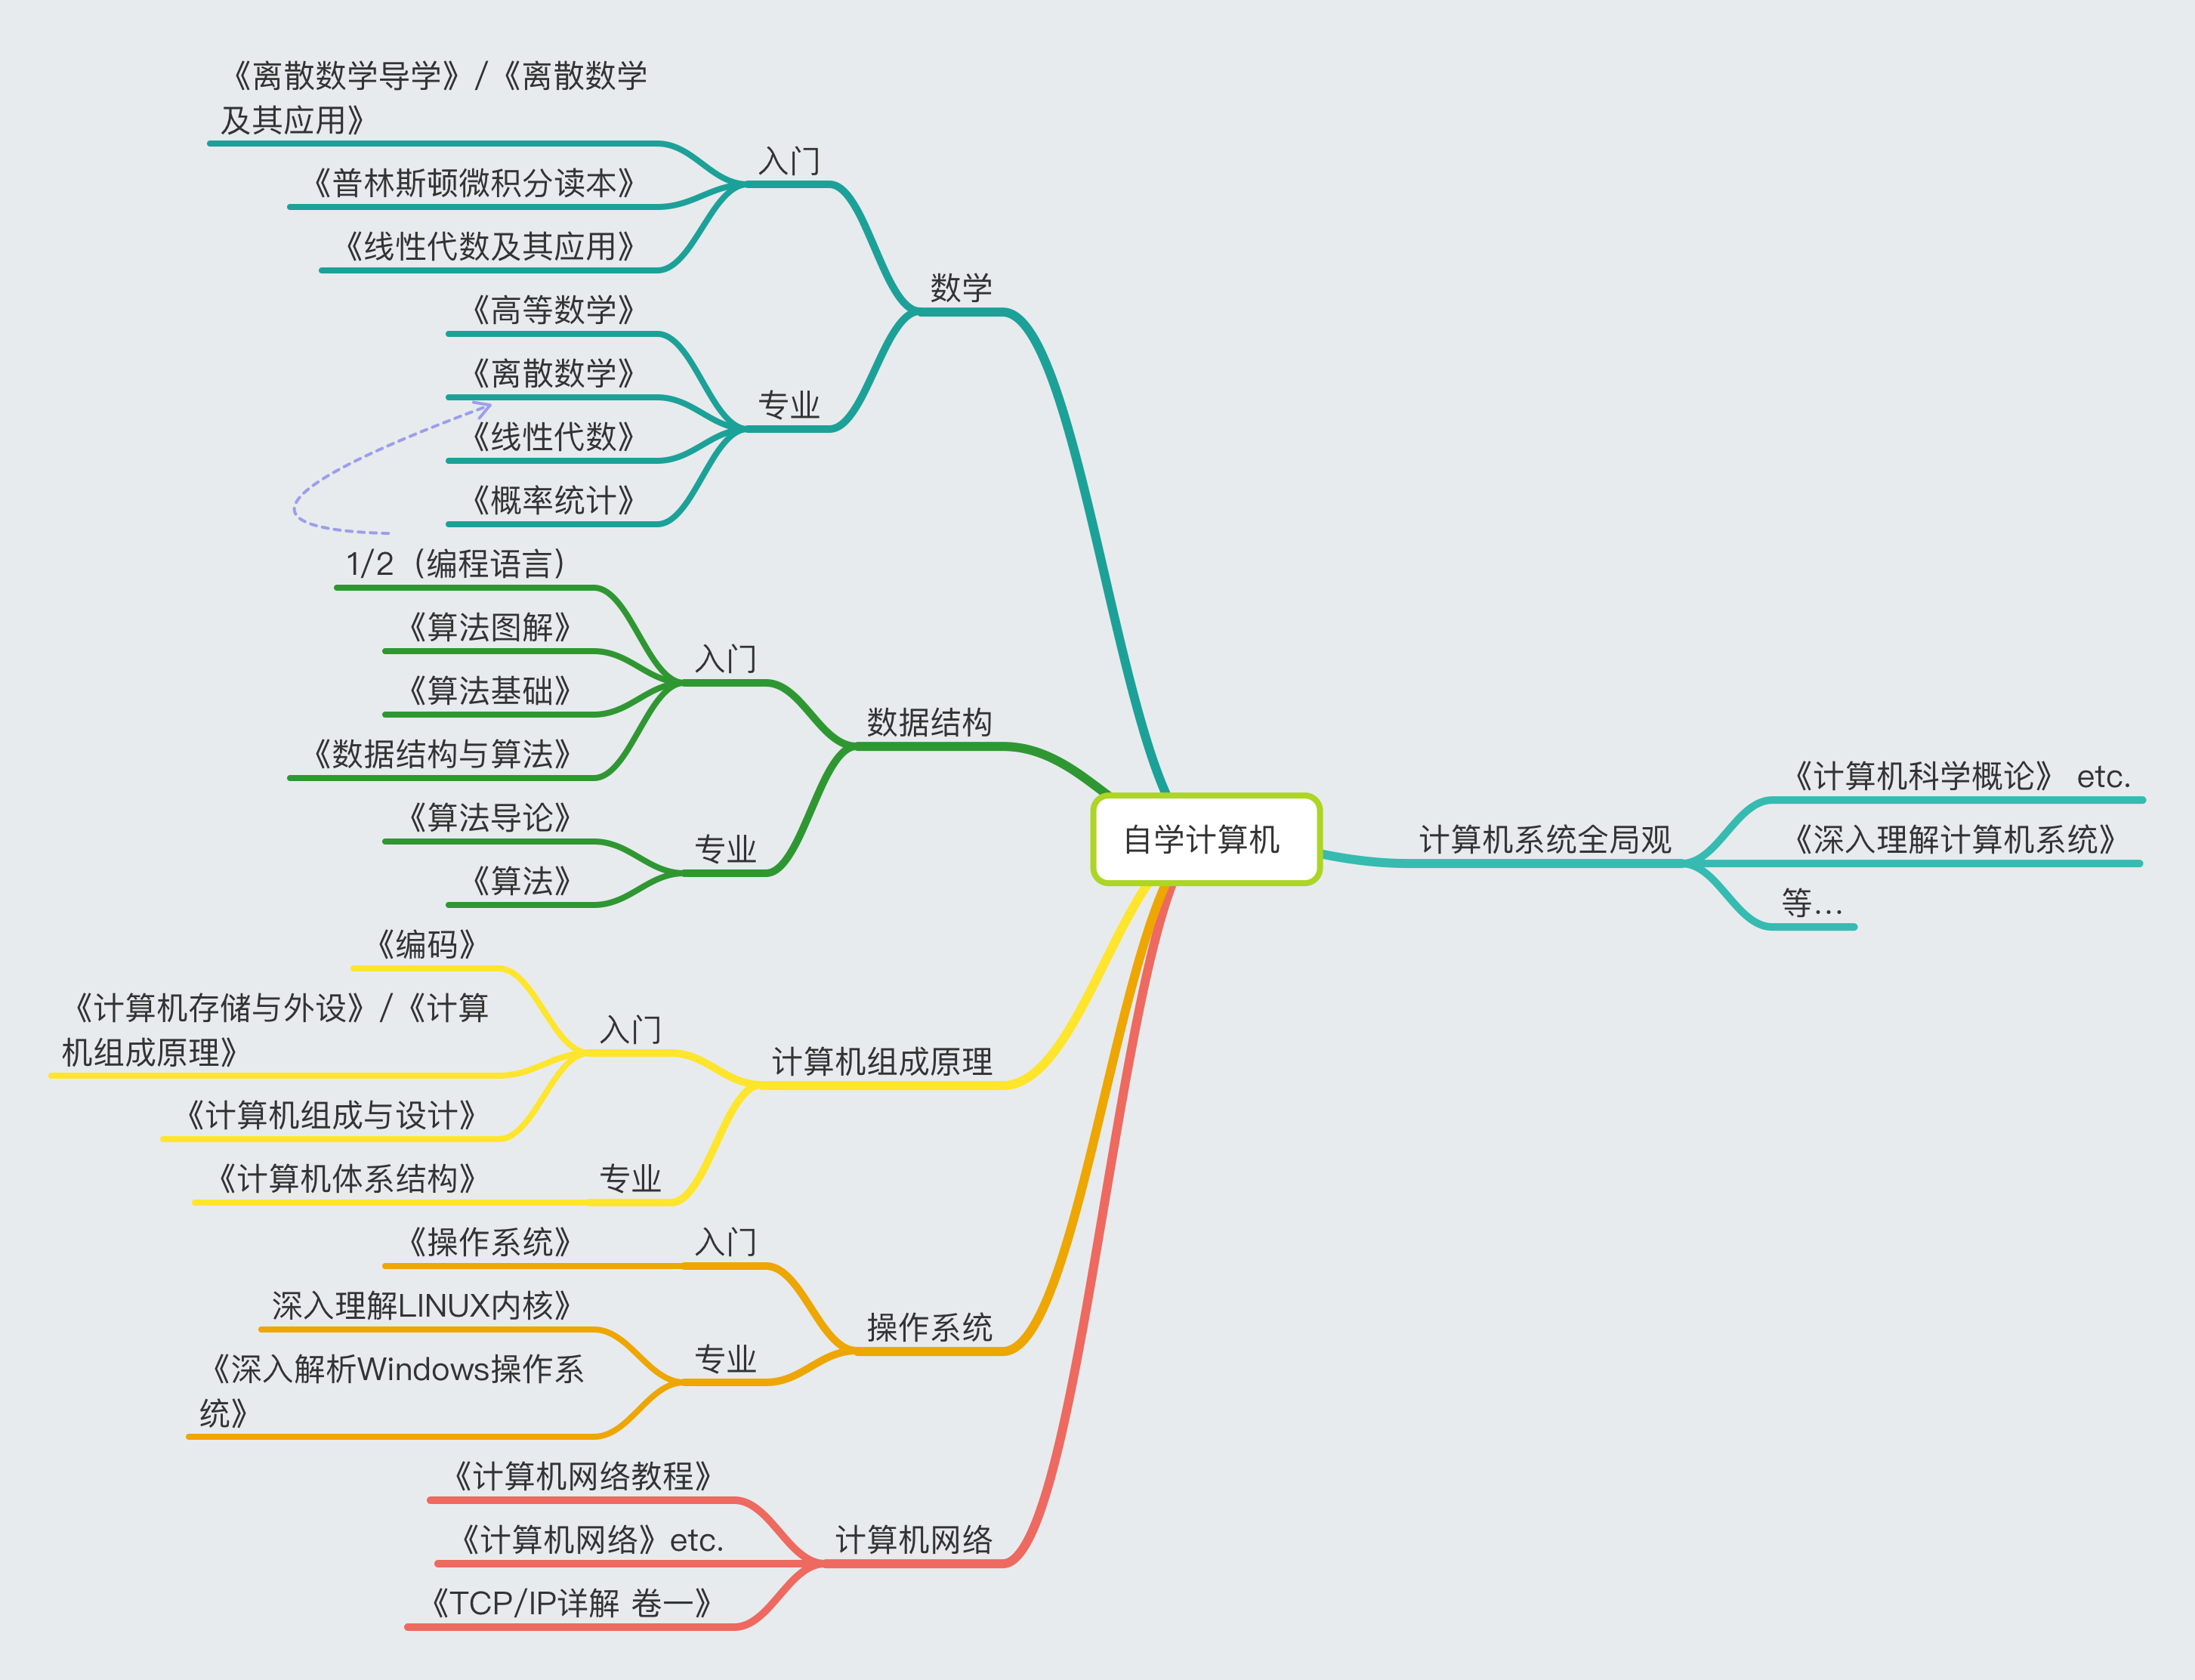 《离散数学导学》/《离散数学
及其应用》
入门
《普林斯顿微积分读本》
《线性代数及其应用》
数学
《高等数学》
《离散数学》
专业
《线性代数》
《概率统计》
1/2（编程语言）
《算法图解》
入门
《算法基础》
数据结构
《数据结构与算法》
《算法导论》
专业
《算法》
《编码》
《计算机存储与外设》/《计算
机组成原理》
入门
计算机组成原理
《计算机组成与设计》
《计算机体系结构》
专业
《操作系统》
入门
深入理解LINUX内核》
操作系统
专业
《深入解析Windows操作系
统》
《计算机网络教程》
《计算机网络》etc.
计算机网络
《TCP/IP详解 卷一》
自学计算机
计算机系统全局观
《计算机科学概论》 etc.
《深入理解计算机系统》
等...